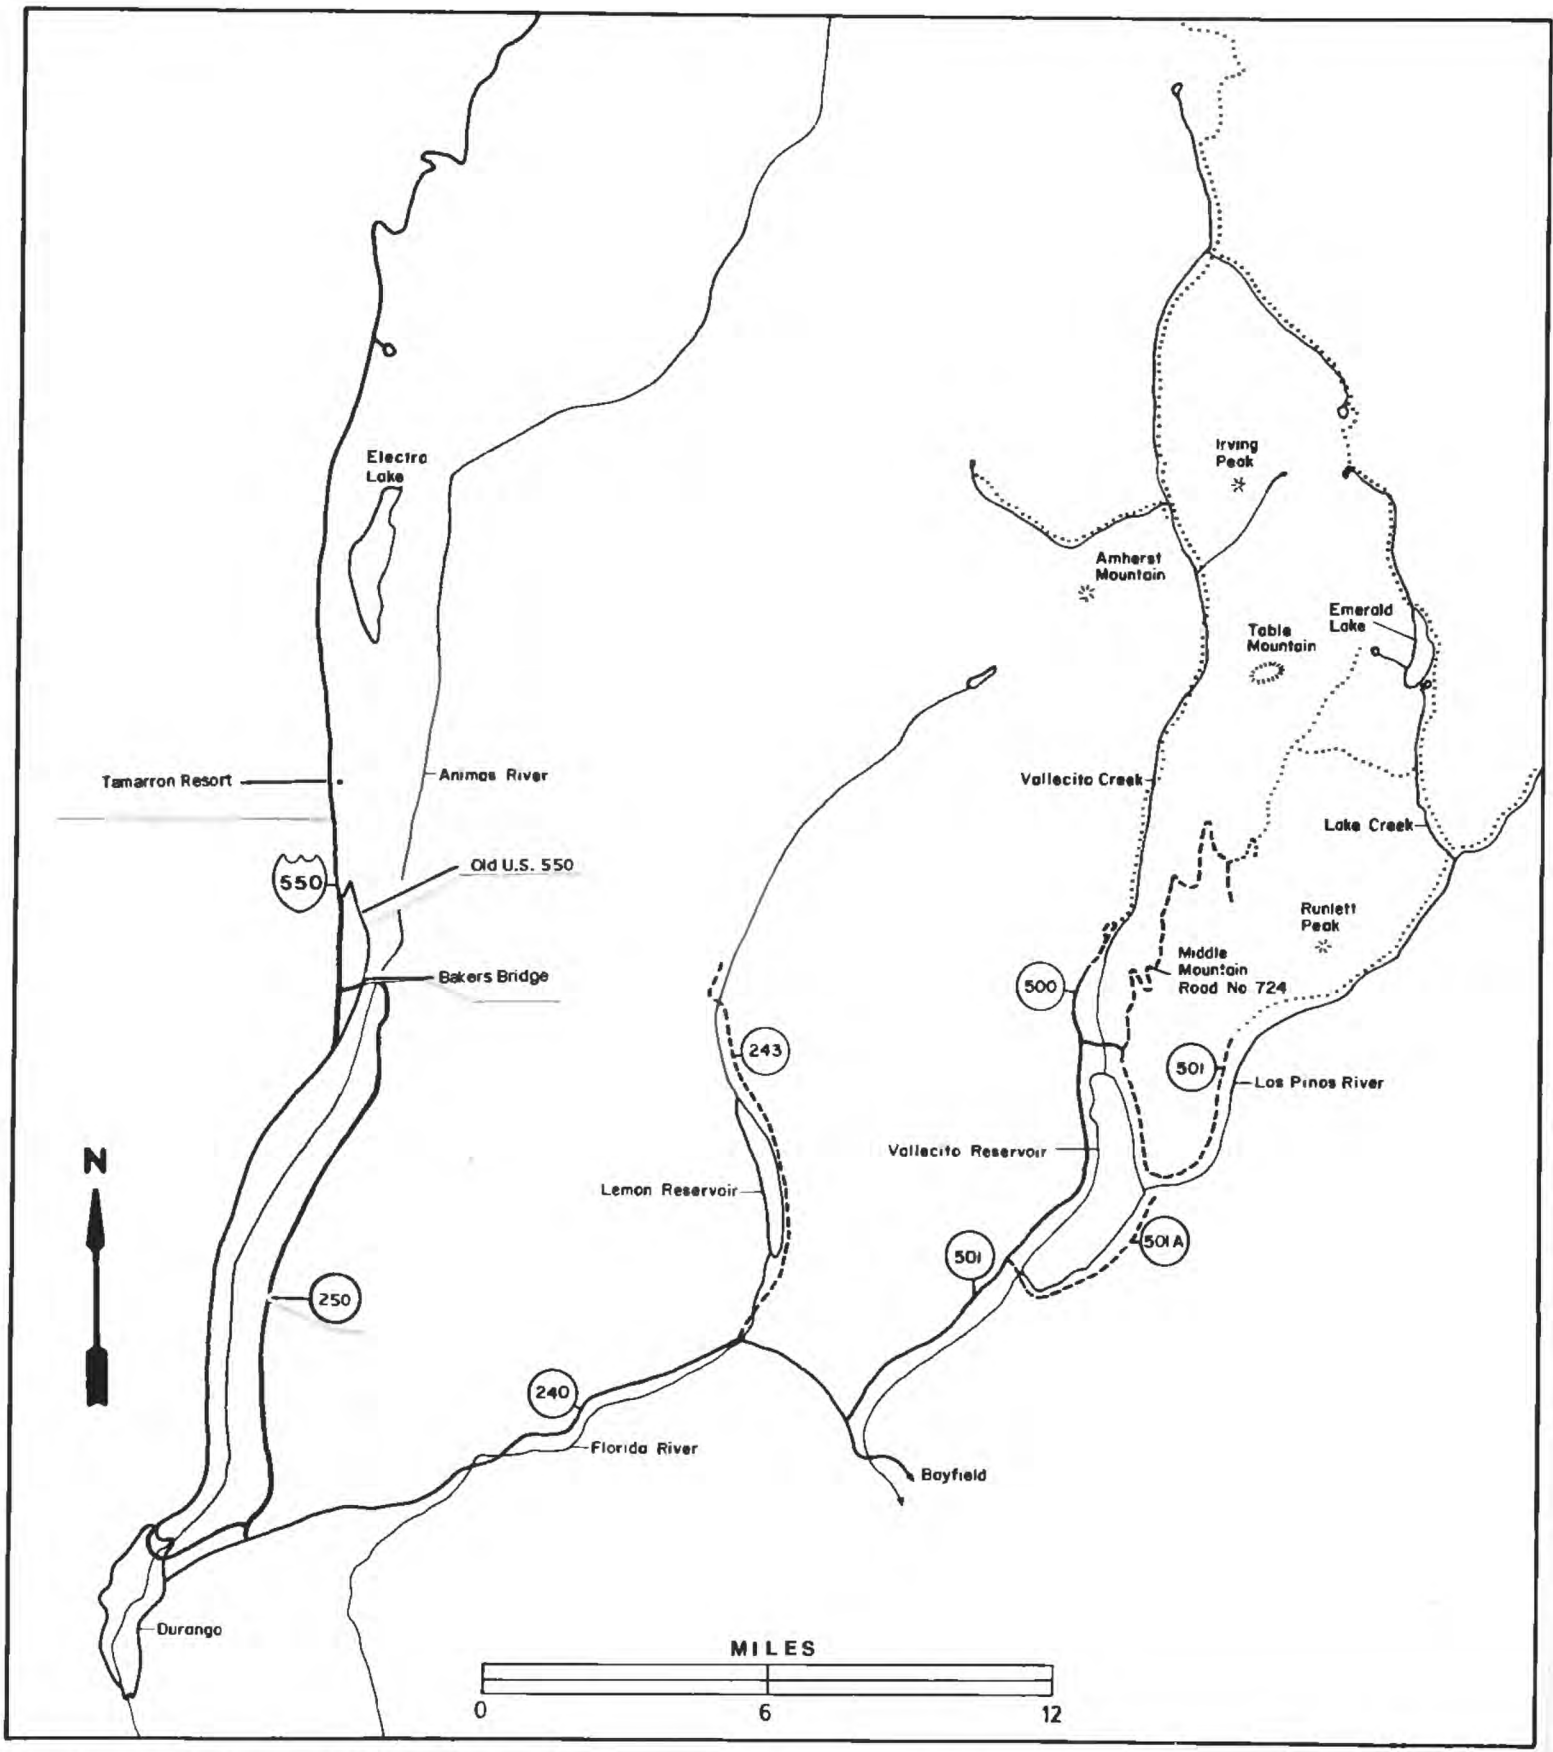 Electra
Lake
Irving
Peak
Amherst
Mountain
Emerald
Lake
Table
Mountain
Tamarron Resort
Animas River
Vallecito Creek
Lake Creek
550
Old U.S. 550
Runlett
Peak
Bakers Bridge
Middle
Mountain
Road No 724
500
243
501
Los Pinos River
N
Vallecito Reservoir
Lemon Reservoir
501
501A
250
240
Florida River
Bayfield
Durango
MILES
0 6 12